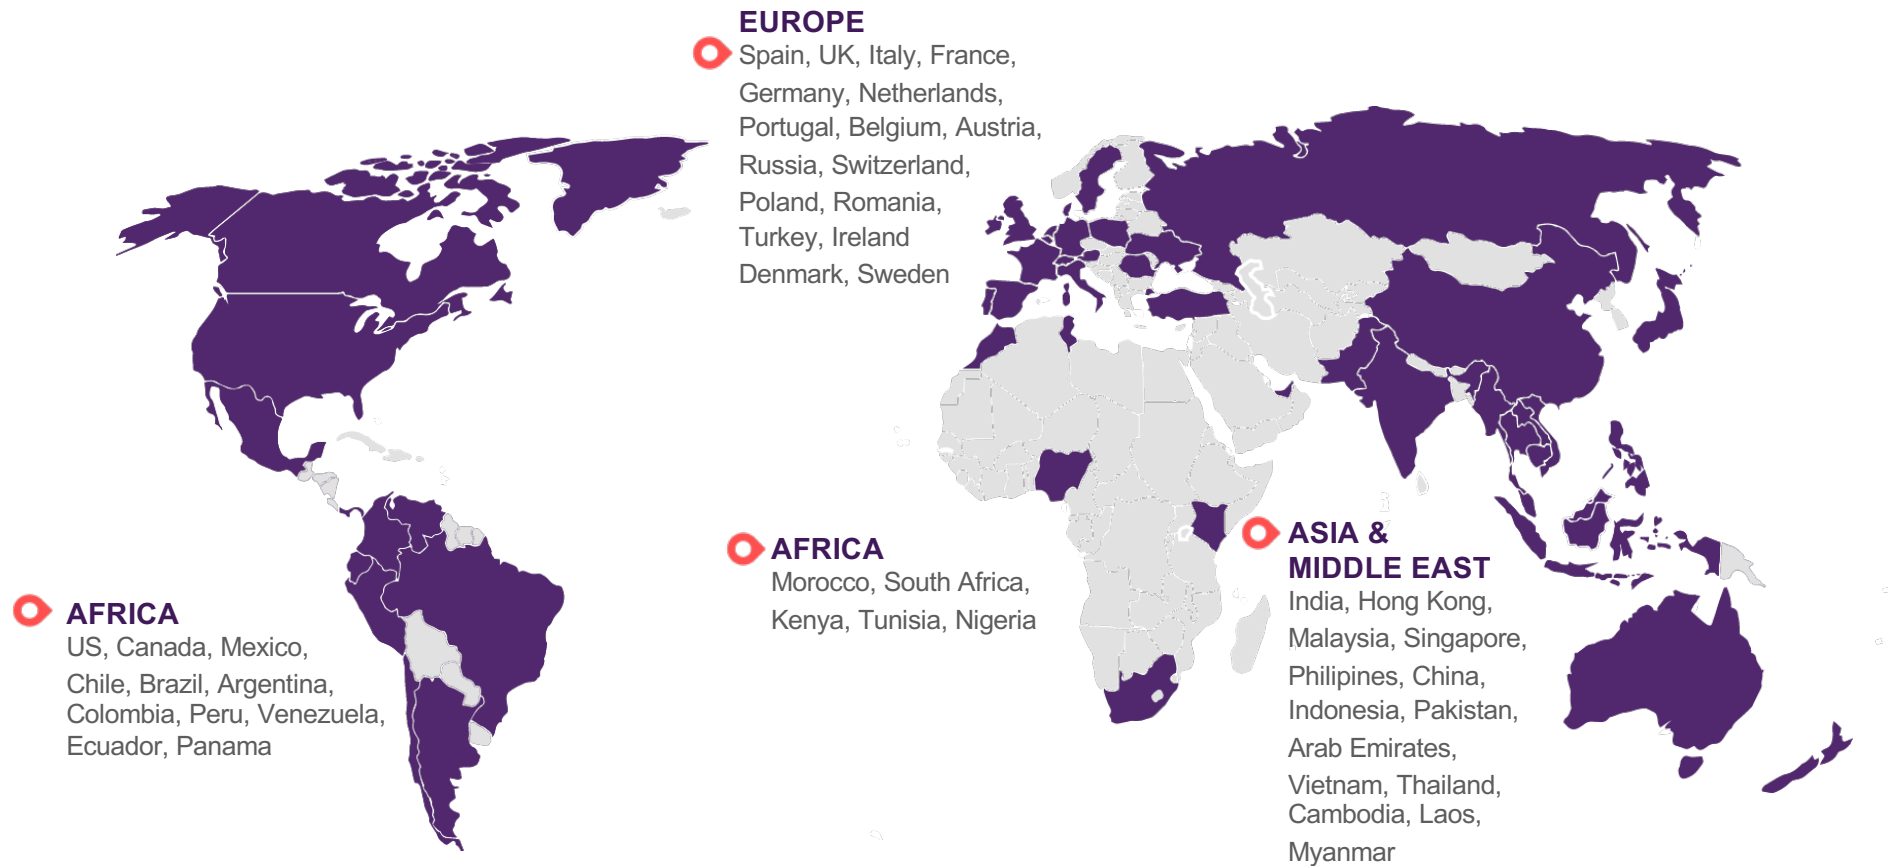 EUROPE
Spain, UK, Italy, France,
Germany, Netherlands,
Portugal, Belgium, Austria,
Russia, Switzerland,
Poland, Romania,
Turkey, Ireland
Denmark, Sweden
AFRICA
US, Canada, Mexico,
Chile, Brazil, Argentina,
Colombia, Peru, Venezuela,
Ecuador, Panama
AFRICA
Morocco, South Africa,
Kenya, Tunisia, Nigeria
ASIA &
MIDDLE EAST
India, Hong Kong,
Malaysia, Singapore,
Philipines, China,
Indonesia, Pakistan,
Arab Emirates,
Vietnam, Thailand,
Cambodia, Laos,
Myanmar